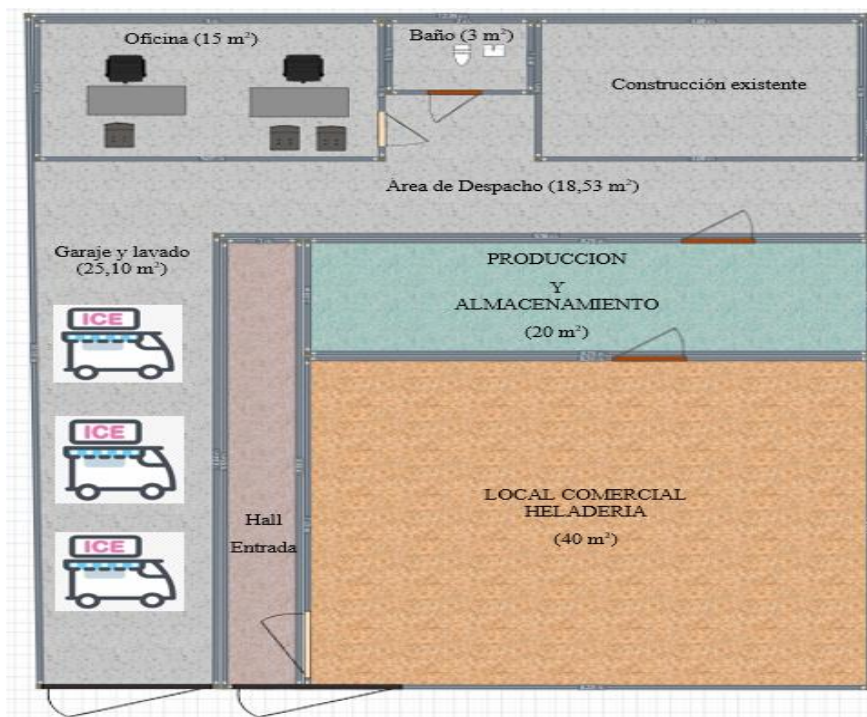 Oficina (15 m²)
Baño (3 m²)
Construcción existente
Área de Despacho (18,53 m²)
Garaje y lavado
(25,10 m²)
PRODUCCION
Y
ALMACENAMIENTO
(20 m²)
ICE
ICE
ICE
Hall
Entrada
LOCAL COMERCIAL
HELADERIA
(40 m²)